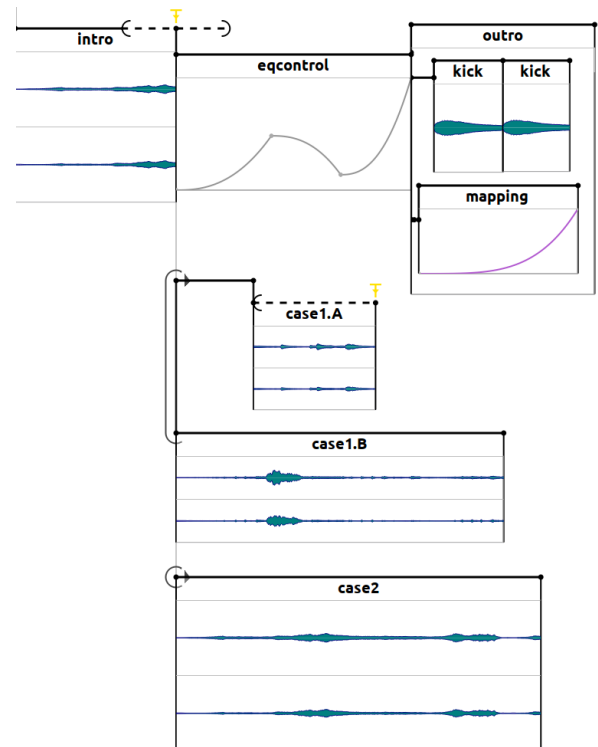 intro
eqcontrol
outro
kick kick
mapping
case1.A
case1.B
case2